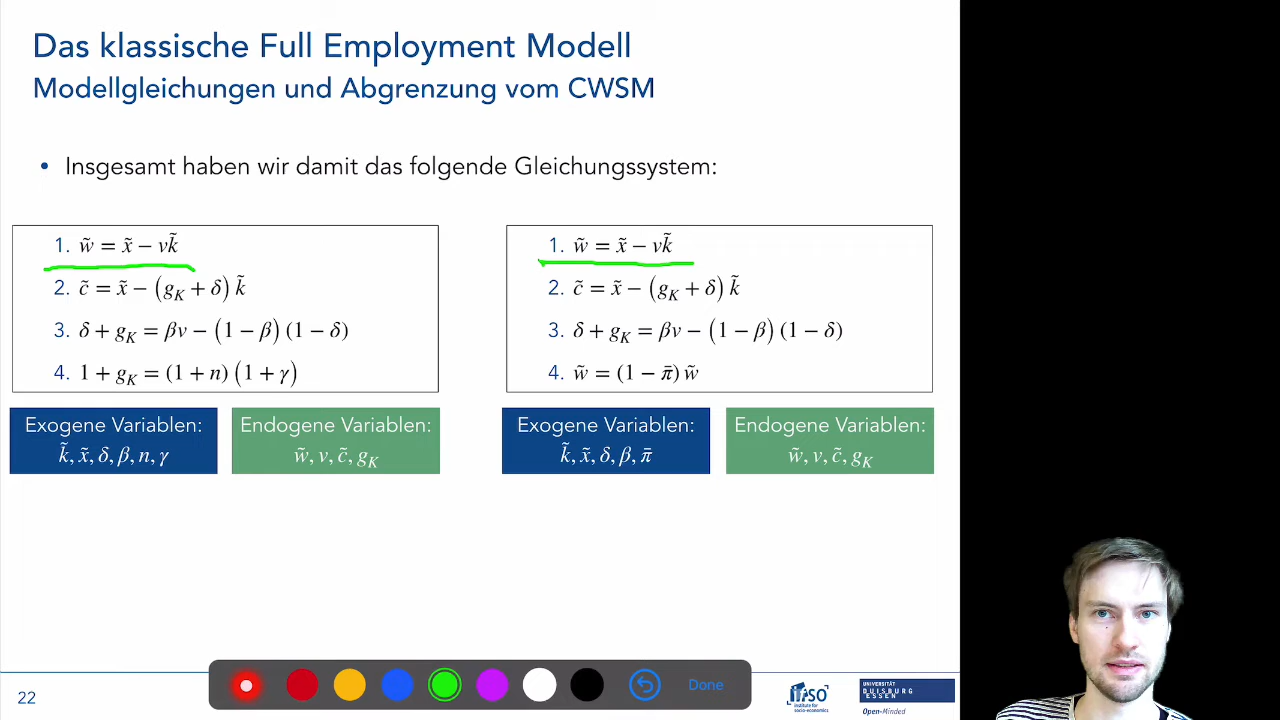 Das klassische Full Employment Modell
Modellgleichungen und Abgrenzung vom CWSM
• Insgesamt haben wir damit das folgende Gleichungssystem:
1. w̃ = x̃ − vk̃
2. c̃ = x̃ − (g_K + δ) k̃
3. δ + g_K = βv − (1 − β) (1 − δ)
4. 1 + g_K = (1 + n) (1 + γ)
Exogene Variablen:
k̃, x̃, δ, β, n, γ
Endogene Variablen:
w̃, v, c̃, g_K
1. w̃ = x̃ − vk̃
2. c̃ = x̃ − (g_K + δ) k̃
3. δ + g_K = βv − (1 − β) (1 − δ)
4. w̃ = (1 − π̄) w̃
Exogene Variablen:
k̃, x̃, δ, β, π̄
Endogene Variablen:
w̃, v, c̃, g_K
22
Done
ifso
institute for
socio-economics
UNIVERSITÄT
DUISBURG
ESSEN
Open-Minded